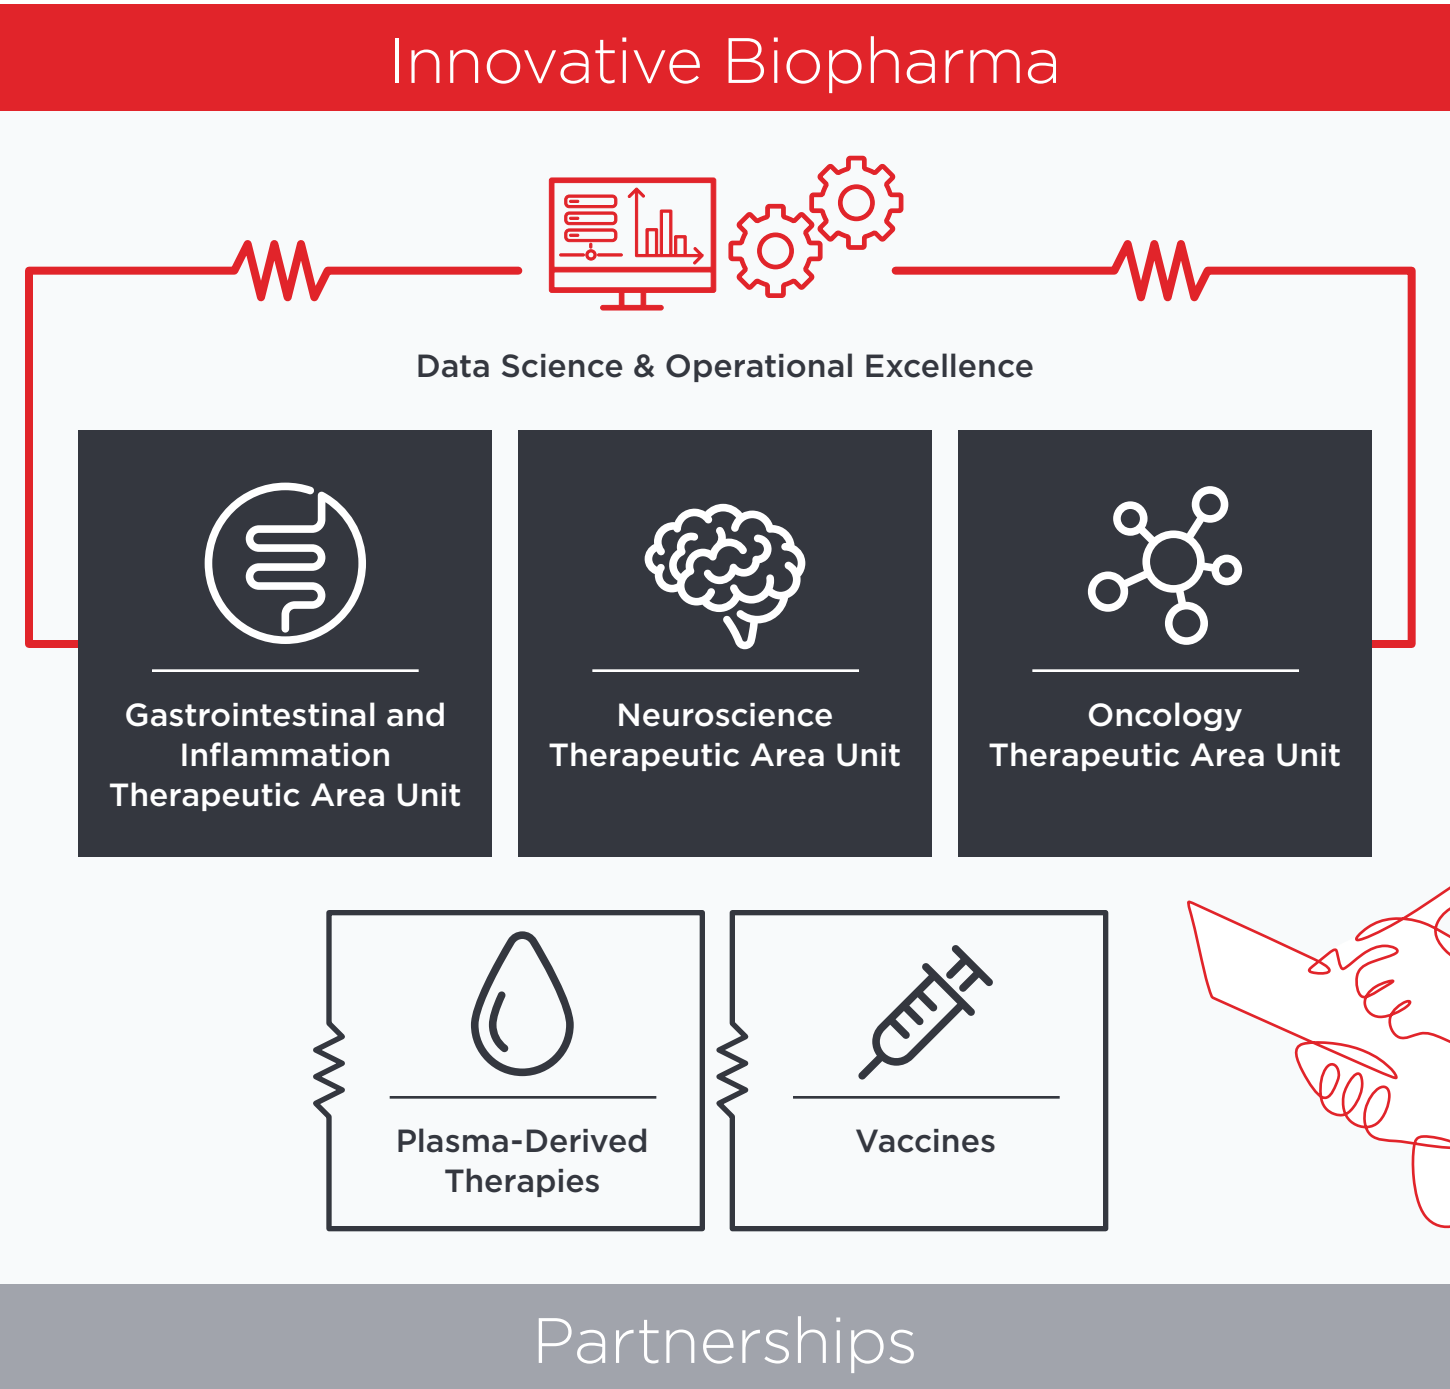 Innovative Biopharma
Data Science & Operational Excellence
Gastrointestinal and
Inflammation
Therapeutic Area Unit
Neuroscience
Therapeutic Area Unit
Oncology
Therapeutic Area Unit
Plasma-Derived
Therapies
Vaccines
Partnerships